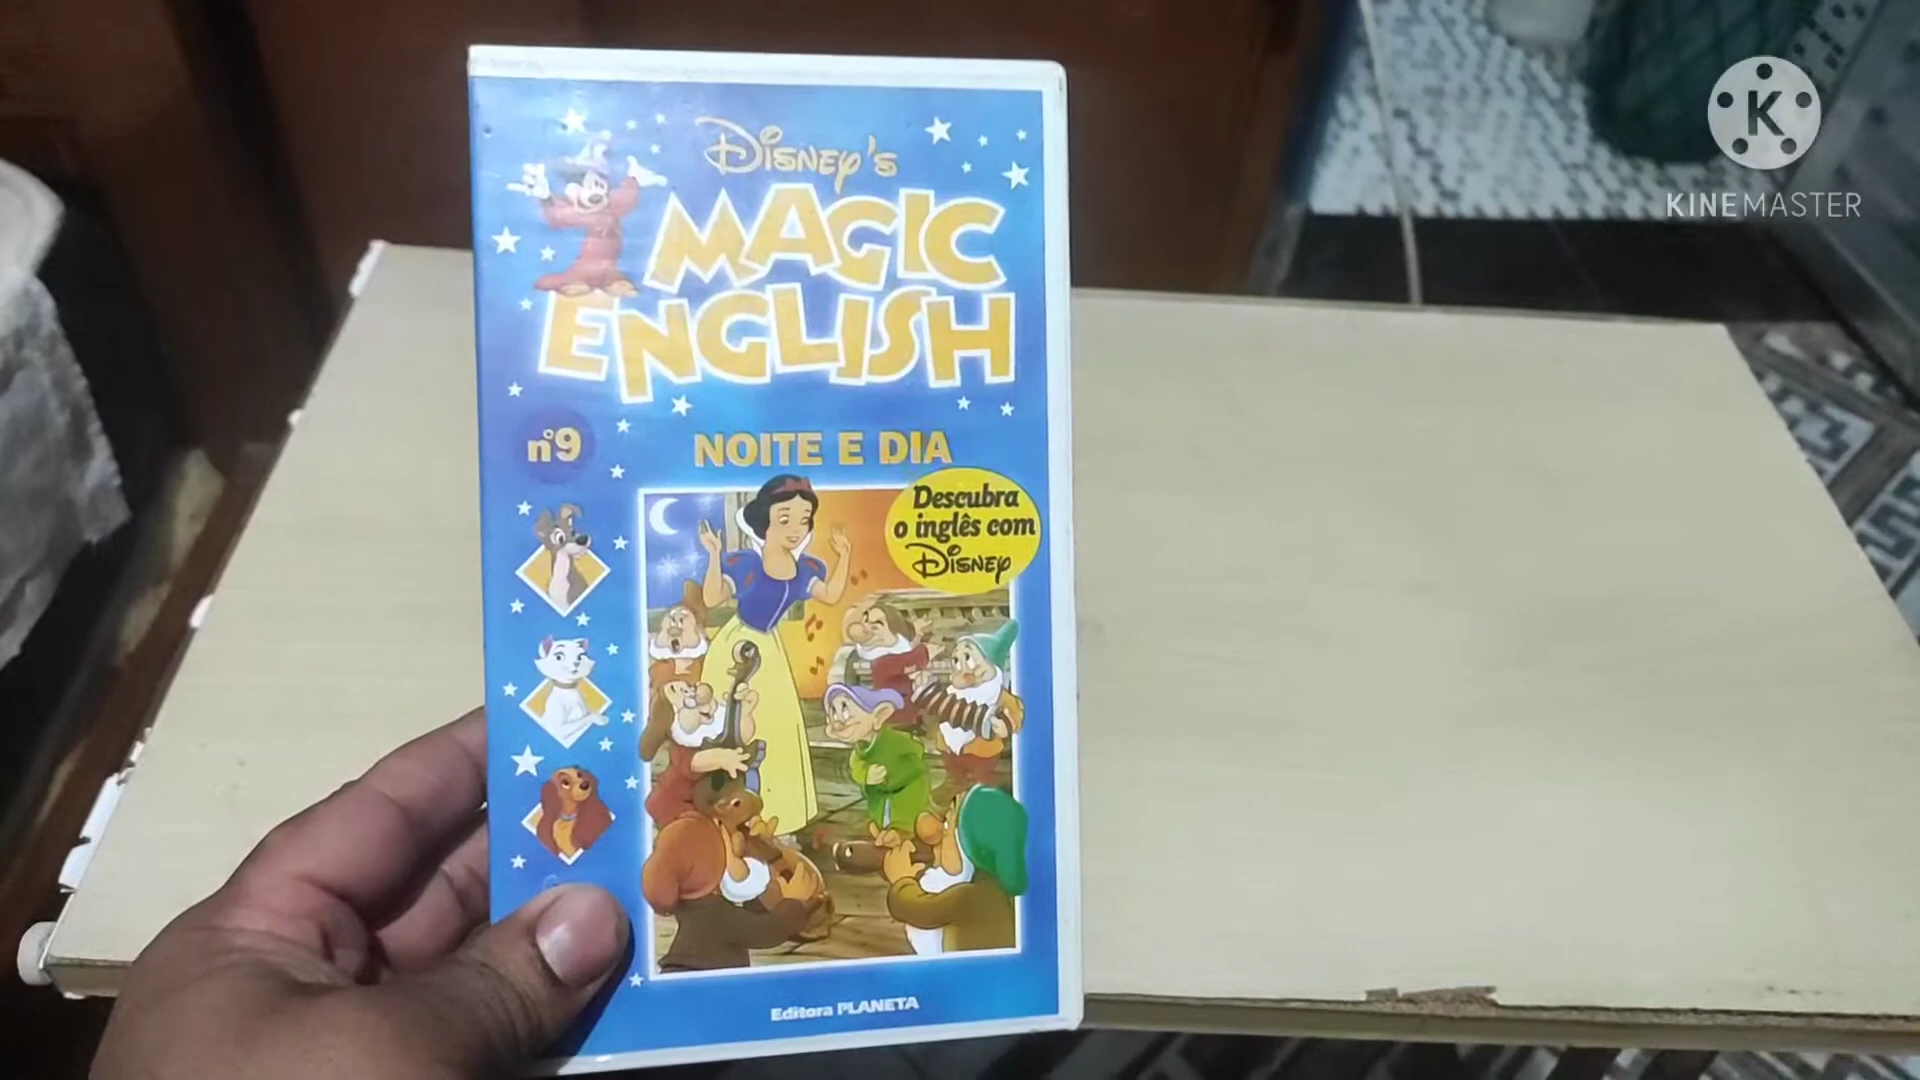 Disney's
MAGIC
ENGLISH
nº9
NOITE E DIA
Descubra
o inglês com
Disney
Editora PLANETA
K
KINEMASTER